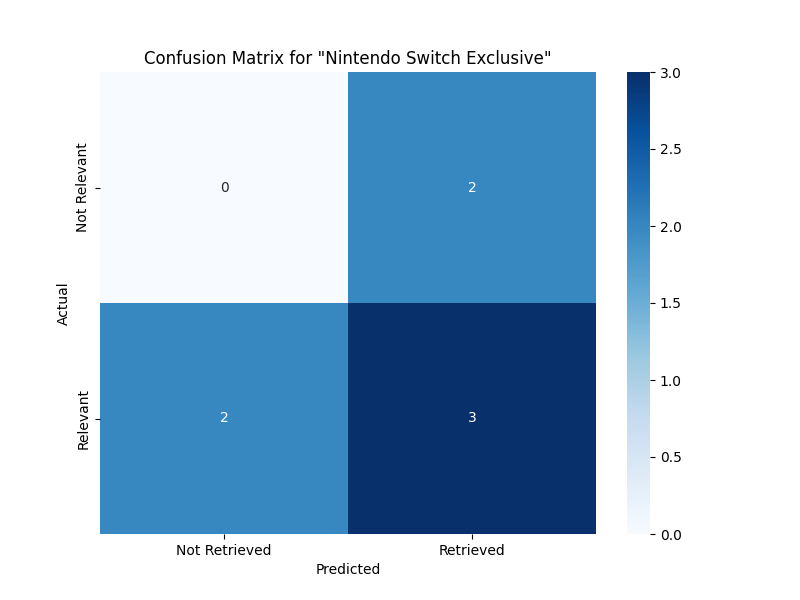 Confusion Matrix for "Nintendo Switch Exclusive"
Not Relevant
Relevant
Actual
0
2
2
3
Not Retrieved
Retrieved
Predicted
3.0
2.5
2.0
1.5
1.0
0.5
0.0